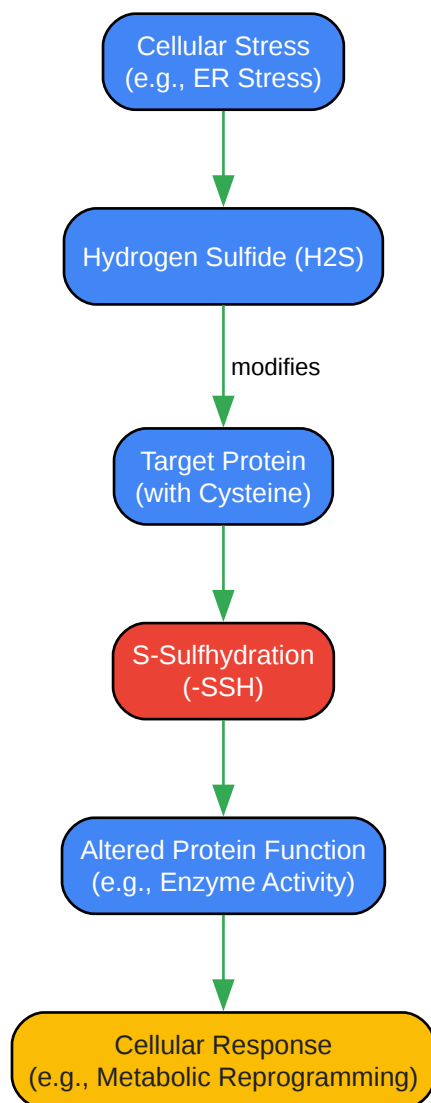 Cellular Stress
(e.g., ER Stress)
Hydrogen Sulfide (H2S)
modifies
Target Protein
(with Cysteine)
S-Sulfhydration
(-SSH)
Altered Protein Function
(e.g., Enzyme Activity)
Cellular Response
(e.g., Metabolic Reprogramming)